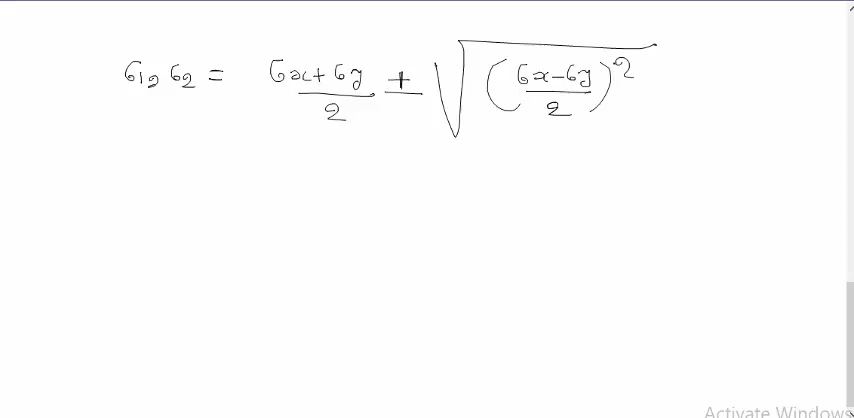 σ1, σ2 = (σx+σy)/2 ± √((σx-σy)/2)^2
Activate Windows